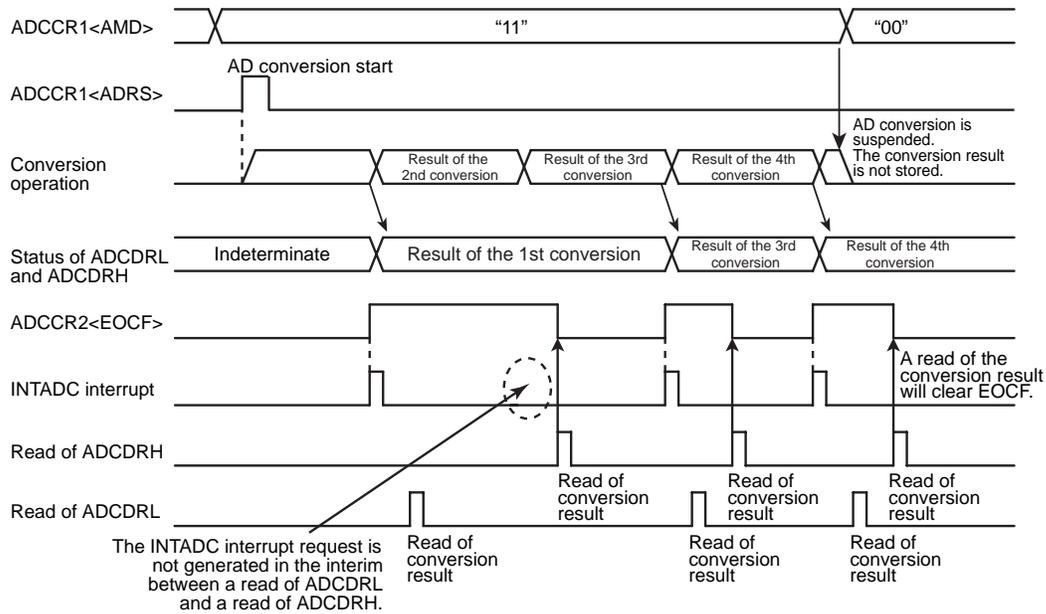 ADCCR1<AMD>
“11”
“00”
AD conversion start
ADCCR1<ADRS>
AD conversion is
suspended.
The conversion result
is not stored.
Conversion
operation
Result of the
2nd conversion
Result of the 3rd
conversion
Result of the 4th
conversion
Status of ADCDRL
and ADCDRH
Indeterminate
Result of the 1st conversion
Result of the 3rd
conversion
Result of the 4th
conversion
ADCCR2<EOCF>
A read of the
conversion result
will clear EOCF.
INTADC interrupt
Read of ADCDRH
Read of
conversion
result
Read of
conversion
result
Read of
conversion
result
Read of ADCDRL
The INTADC interrupt request is
not generated in the interim
between a read of ADCDRL
and a read of ADCDRH.
Read of
conversion
result
Read of
conversion
result
Read of
conversion
result